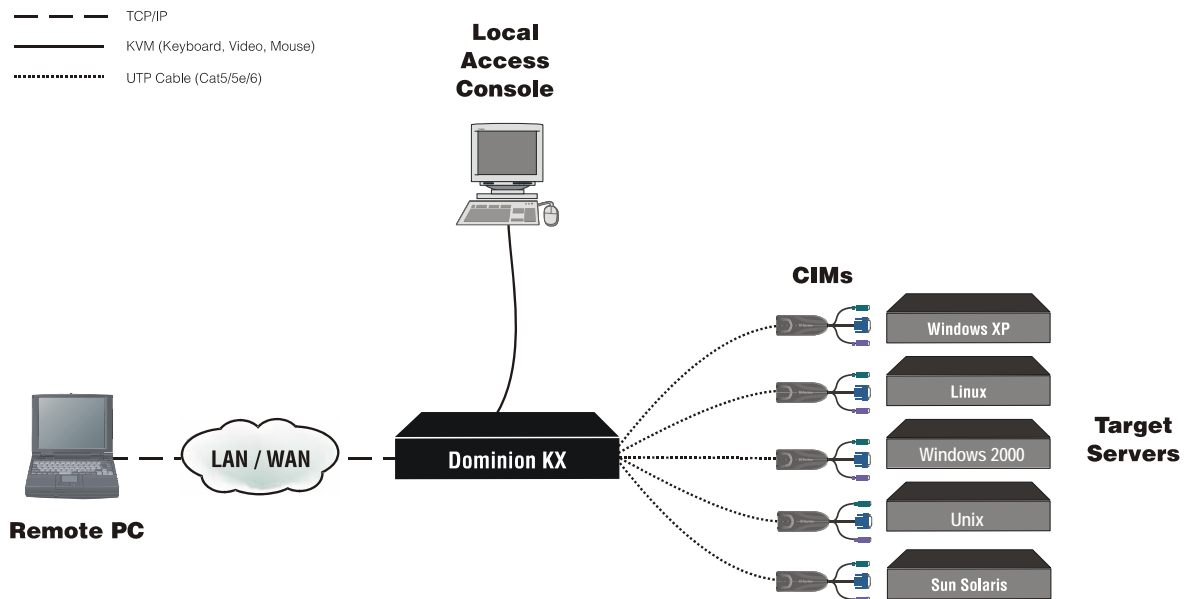 TCP/IP
KVM (Keyboard, Video, Mouse)
UTP Cable (Cat5/5e/6)
Local
Access
Console
CIMs
Windows XP
Linux
Windows 2000
Unix
Sun Solaris
Target
Servers
LAN / WAN
Dominion KX
Remote PC